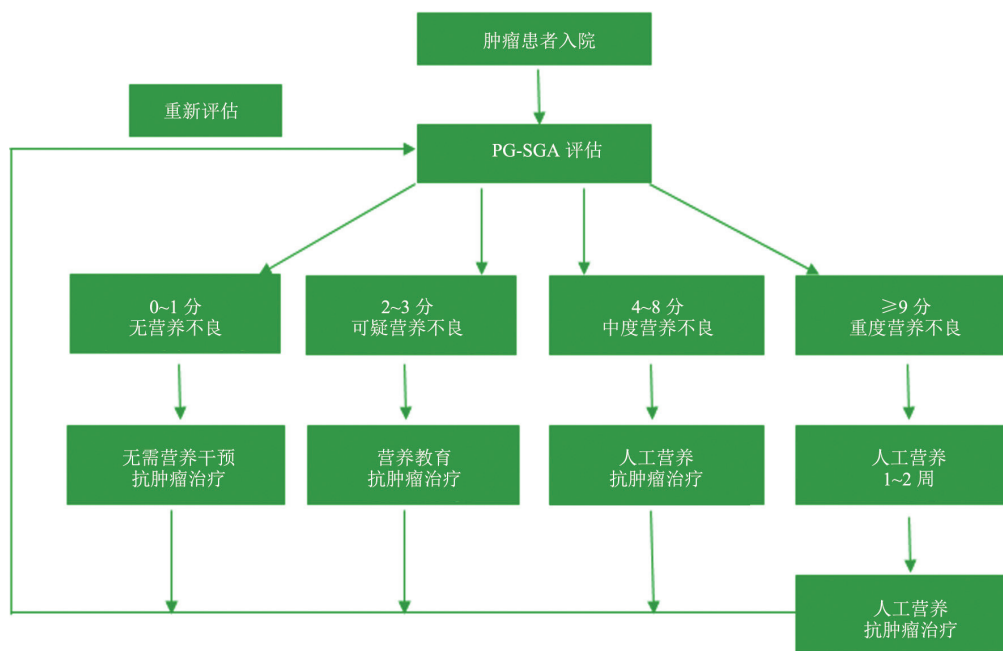 肿瘤患者入院
重新评估
PG-SGA 评估
0~1 分
无营养不良
2~3 分
可疑营养不良
4~8 分
中度营养不良
≥9 分
重度营养不良
无需营养干预
抗肿瘤治疗
营养教育
抗肿瘤治疗
人工营养
抗肿瘤治疗
人工营养
1~2 周
人工营养
抗肿瘤治疗